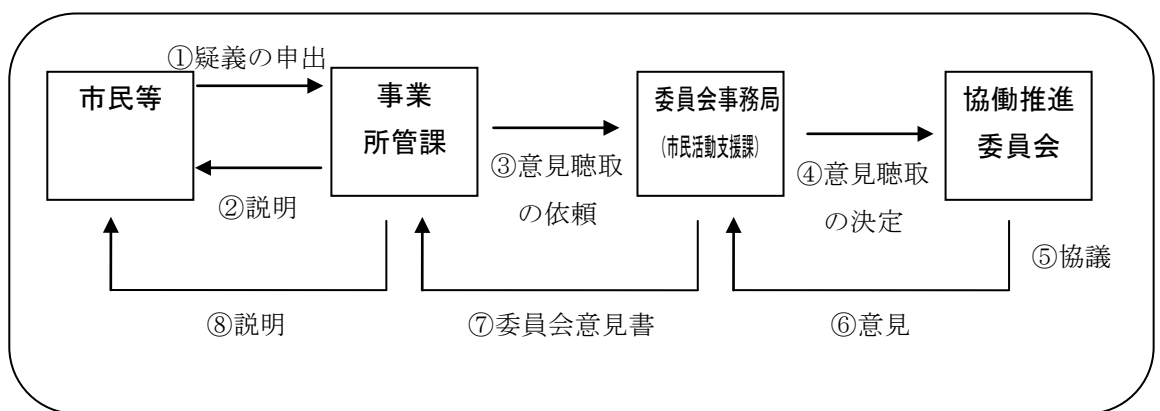 ①疑義の申出
市民等
事業
所管課
委員会事務局
(市民活動支援課)
協働推進
委員会
②説明
③意見聴取
の依頼
④意見聴取
の決定
⑤協議
⑧説明
⑦委員会意見書
⑥意見